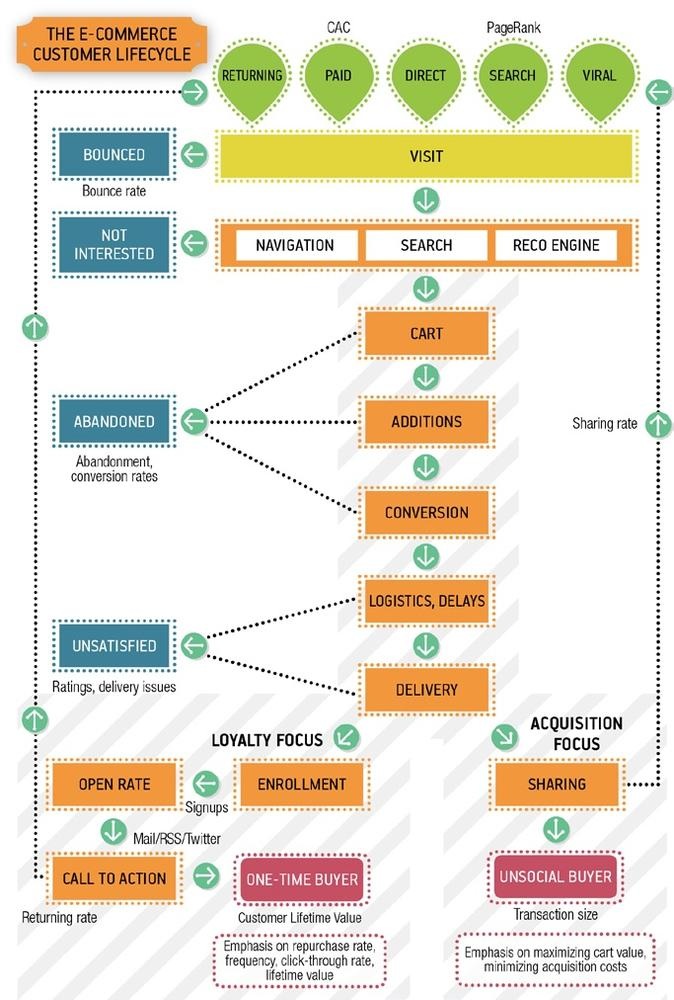 THE E-COMMERCE
CUSTOMER LIFECYCLE
CAC
PageRank
RETURNING
PAID
DIRECT
SEARCH
VIRAL
BOUNCED
VISIT
Bounce rate
NOT
INTERESTED
NAVIGATION
SEARCH
RECO ENGINE
CART
ABANDONED
ADDITIONS
Sharing rate
Abandonment,
conversion rates
CONVERSION
LOGISTICS, DELAYS
UNSATISFIED
Ratings, delivery issues
DELIVERY
LOYALTY FOCUS
ACQUISITION
FOCUS
OPEN RATE
ENROLLMENT
SHARING
Signups
Mail/RSS/Twitter
CALL TO ACTION
ONE-TIME BUYER
UNSOCIAL BUYER
Returning rate
Customer Lifetime Value
Transaction size
Emphasis on repurchase rate,
frequency, click-through rate,
lifetime value
Emphasis on maximizing cart value,
minimizing acquisition costs